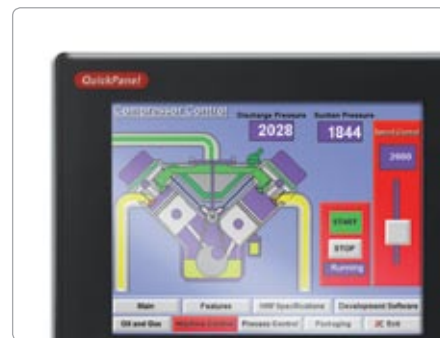 QuickPanel
Compressor Control
Discharge Pressure Suction Pressure
2028 1844
Speed Control
2000
START
STOP
Running
Main Features HW Specifications Development Software
Oil and Gas Machine Control Process Control Packaging Exit